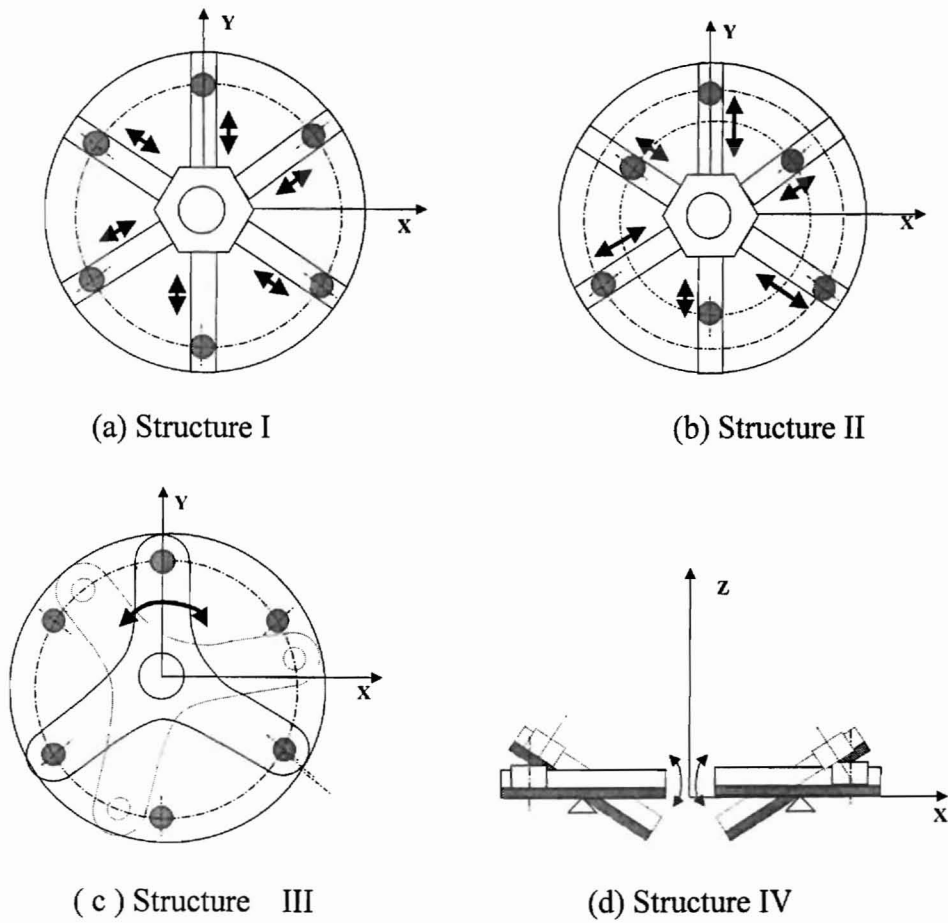 Y
X
(a) Structure I
Y
X
(b) Structure II
Y
X
( c ) Structure III
Z
X
(d) Structure IV